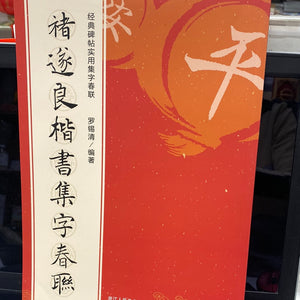 经典碑帖实用集字春联
褚遂良楷書集字春聯
罗锡清／编著
平